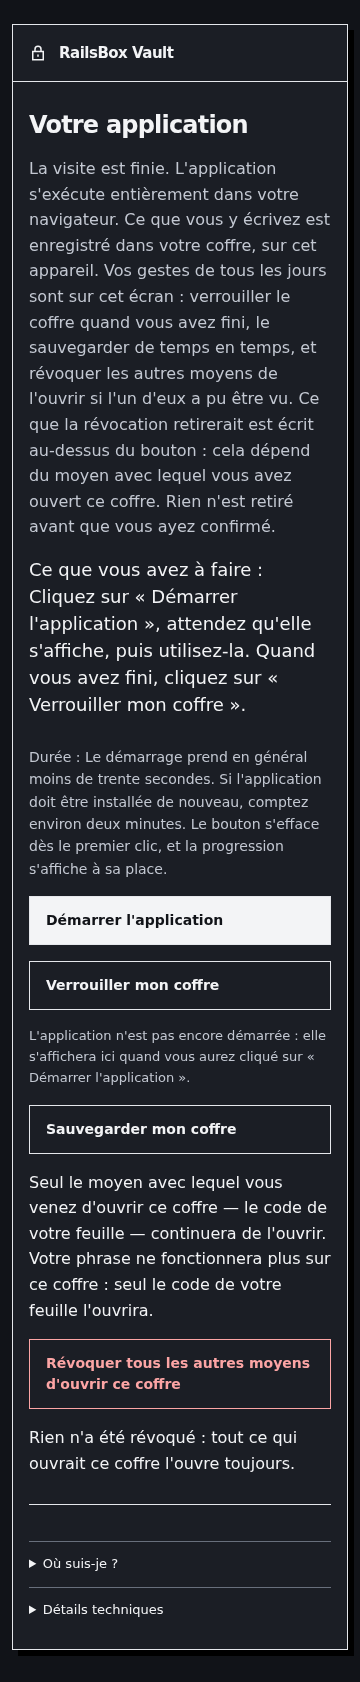 RailsBox Vault
Votre application
La visite est finie. L'application
s'exécute entièrement dans votre
navigateur. Ce que vous y écrivez est
enregistré dans votre coffre, sur cet
appareil. Vos gestes de tous les jours
sont sur cet écran : verrouiller le
coffre quand vous avez fini, le
sauvegarder de temps en temps, et
révoquer les autres moyens de
l'ouvrir si l'un d'eux a pu être vu. Ce
que la révocation retirerait est écrit
au-dessus du bouton : cela dépend
du moyen avec lequel vous avez
ouvert ce coffre. Rien n'est retiré
avant que vous ayez confirmé.
Ce que vous avez à faire :
Cliquez sur « Démarrer
l'application », attendez qu'elle
s'affiche, puis utilisez-la. Quand
vous avez fini, cliquez sur «
Verrouiller mon coffre ».
Durée : Le démarrage prend en général
moins de trente secondes. Si l'application
doit être installée de nouveau, comptez
environ deux minutes. Le bouton s'efface
dès le premier clic, et la progression
s'affiche à sa place.
Démarrer l'application
Verrouiller mon coffre
L'application n'est pas encore démarrée : elle
s'affichera ici quand vous aurez cliqué sur «
Démarrer l'application ».
Sauvegarder mon coffre
Seul le moyen avec lequel vous
venez d'ouvrir ce coffre — le code de
votre feuille — continuera de l'ouvrir.
Votre phrase ne fonctionnera plus sur
ce coffre : seul le code de votre
feuille l'ouvrira.
Révoquer tous les autres moyens
d'ouvrir ce coffre
Rien n'a été révoqué : tout ce qui
ouvrait ce coffre l'ouvre toujours.
Où suis-je ?
Détails techniques